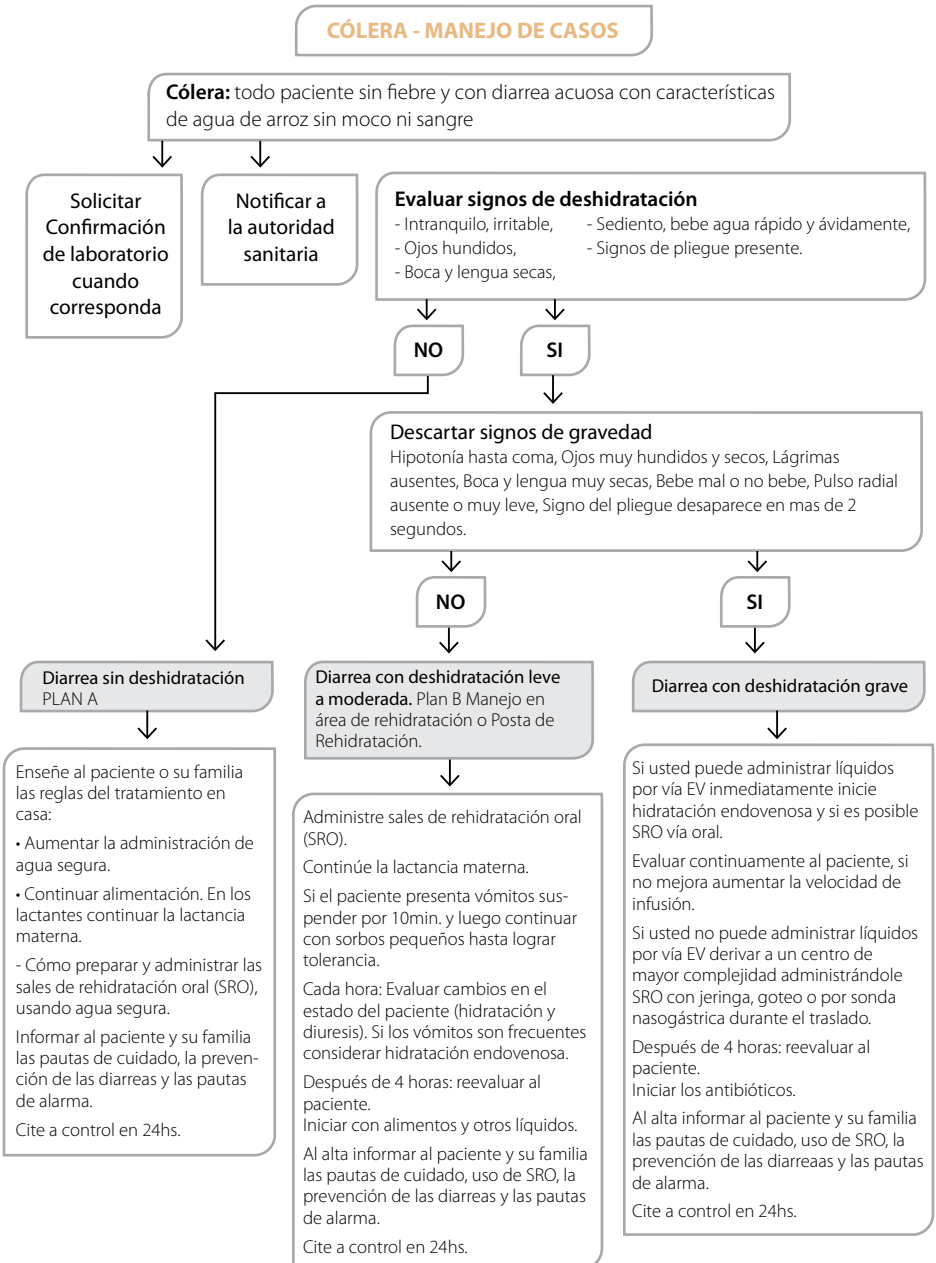 CÓLERA - MANEJO DE CASOS
Cólera: todo paciente sin fiebre y con diarrea acuosa con características
de agua de arroz sin moco ni sangre
Solicitar
Confirmación
de laboratorio
cuando
corresponda
Notificar a
la autoridad
sanitaria
Evaluar signos de deshidratación
- Intranquilo, irritable,
- Ojos hundidos,
- Boca y lengua secas,
- Sediento, bebe agua rápido y ávidamente,
- Signos de pliegue presente.
NO
SI
Descartar signos de gravedad
Hipotonía hasta coma, Ojos muy hundidos y secos, Lágrimas
ausentes, Boca y lengua muy secas, Bebe mal o no bebe, Pulso radial
ausente o muy leve, Signo del pliegue desaparece en mas de 2
segundos.
NO
SI
Diarrea sin deshidratación
PLAN A
Enseñe al paciente o su familia
las reglas del tratamiento en
casa:
• Aumentar la administración de
agua segura.
• Continuar alimentación. En los
lactantes continuar la lactancia
materna.
- Cómo preparar y administrar las
sales de rehidratación oral (SRO),
usando agua segura.
Informar al paciente y su familia
las pautas de cuidado, la preven-
ción de las diarreas y las pautas
de alarma.
Cite a control en 24hs.
Diarrea con deshidratación leve
a moderada. Plan B Manejo en
área de rehidratación o Posta de
Rehidratación.
Administre sales de rehidratación oral
(SRO).
Continúe la lactancia materna.
Si el paciente presenta vómitos sus-
pender por 10min. y luego continuar
con sorbos pequeños hasta lograr
tolerancia.
Cada hora: Evaluar cambios en el
estado del paciente (hidratación y
diuresis). Si los vómitos son frecuentes
considerar hidratación endovenosa.
Después de 4 horas: reevaluar al
paciente.
Iniciar con alimentos y otros líquidos.
Al alta informar al paciente y su familia
las pautas de cuidado, uso de SRO, la
prevención de las diarreas y las pautas
de alarma.
Cite a control en 24hs.
Diarrea con deshidratación grave
Si usted puede administrar líquidos
por vía EV inmediatamente inicie
hidratación endovenosa y si es posible
SRO vía oral.
Evaluar continuamente al paciente, si
no mejora aumentar la velocidad de
infusión.
Si usted no puede administrar líquidos
por vía EV derivar a un centro de
mayor complejidad administrándole
SRO con jeringa, goteo o por sonda
nasogástrica durante el traslado.
Después de 4 horas: reevaluar al
paciente.
Iniciar los antibióticos.
Al alta informar al paciente y su familia
las pautas de cuidado, uso de SRO, la
prevención de las diarreaas y las pautas
de alarma.
Cite a control en 24hs.